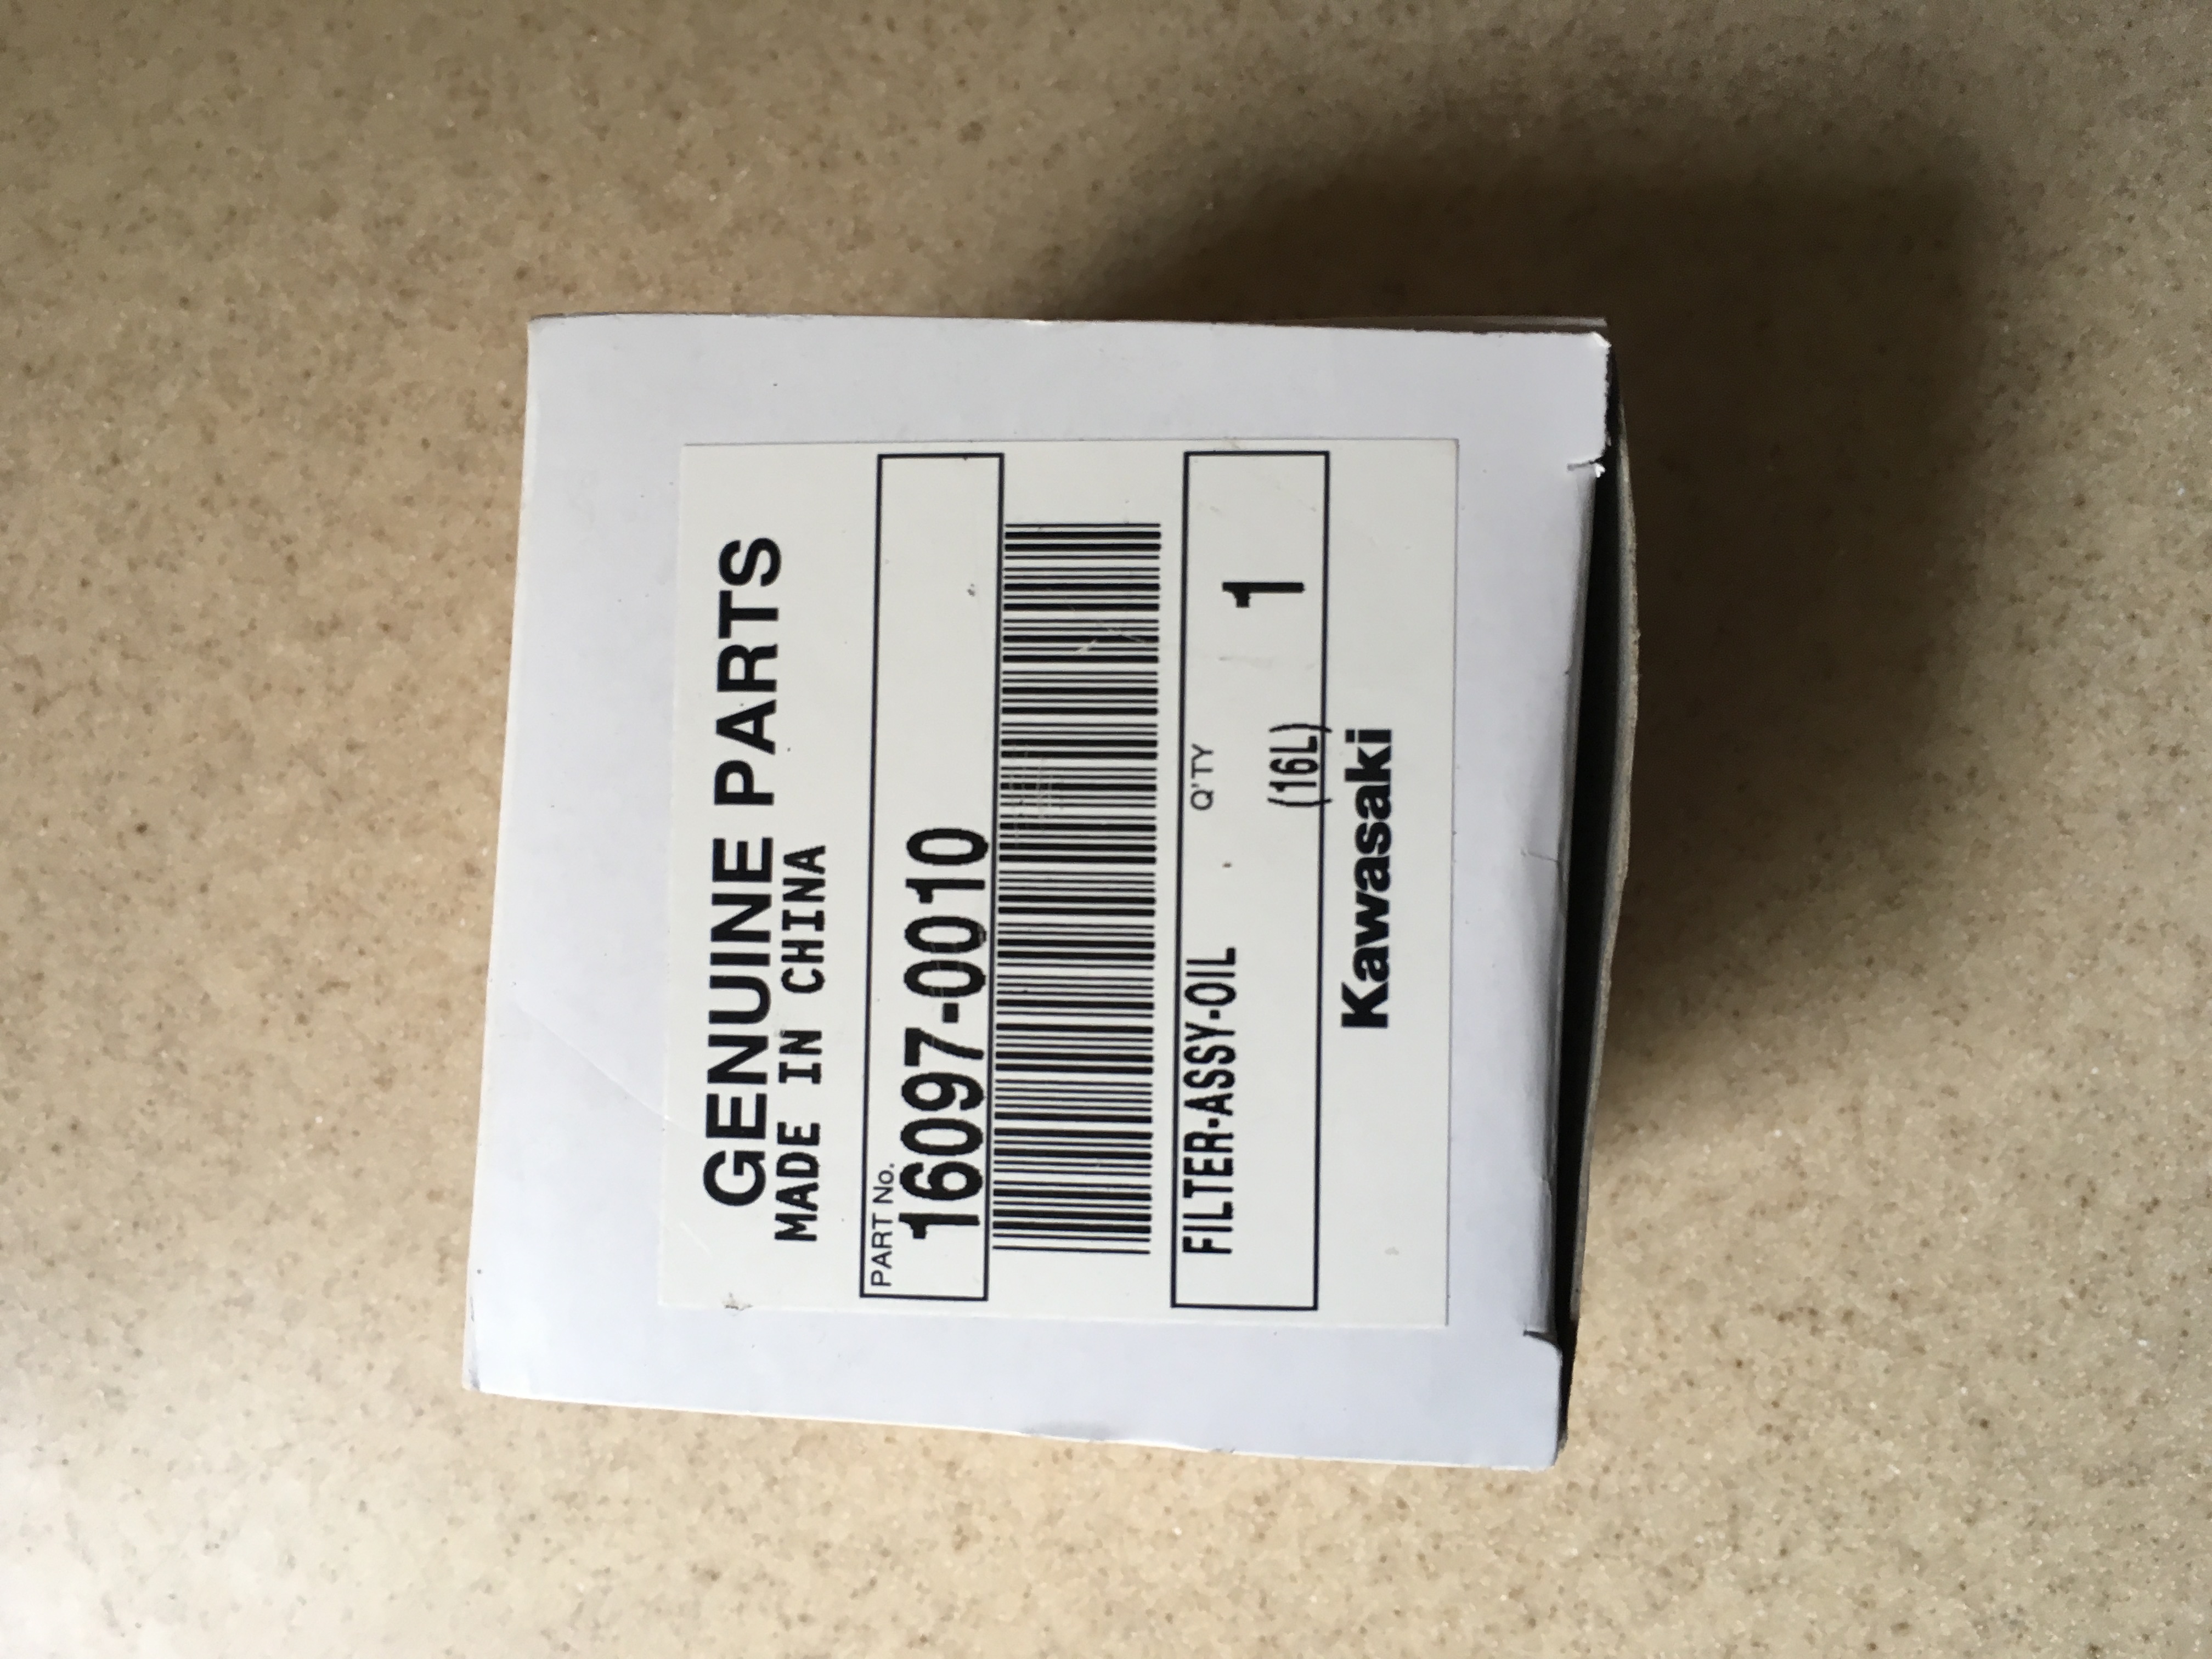 GENUINE PARTS
MADE IN CHINA
PART No.
16097-0010
FILTER-ASSY-OIL Q'TY 1
(16L)
Kawasaki